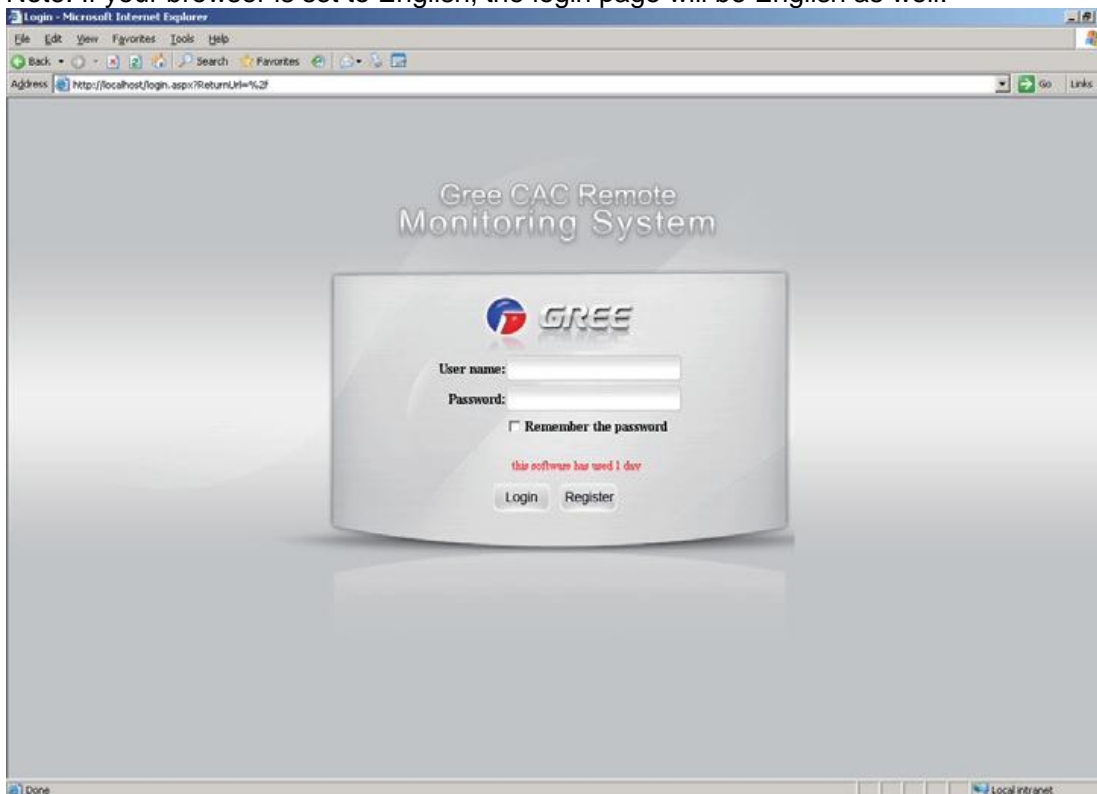 Note: If your browser is set to English, the login page will be English as well.
Login - Microsoft Internet Explorer
File Edit View Favorites Tools Help
Back Search Favorites
Address http://localhost/login.aspx?ReturnUrl=%2f Go Links
Gree CAC Remote
Monitoring System
GREE
User name:
Password:
Remember the password
this software has used 1 day
Login Register
Done Local intranet